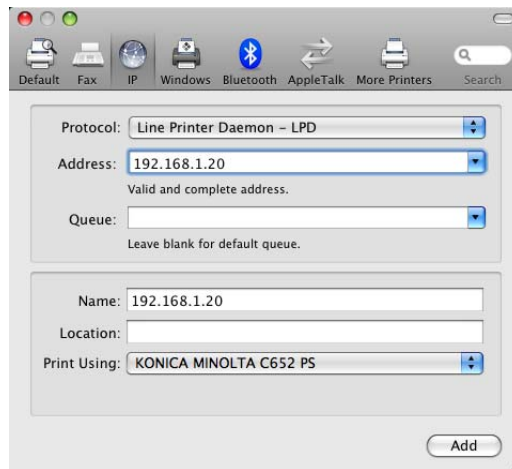 Default Fax IP Windows Bluetooth AppleTalk More Printers Search
Protocol: Line Printer Daemon – LPD
Address: 192.168.1.20
Valid and complete address.
Queue:
Leave blank for default queue.
Name: 192.168.1.20
Location:
Print Using: KONICA MINOLTA C652 PS
Add